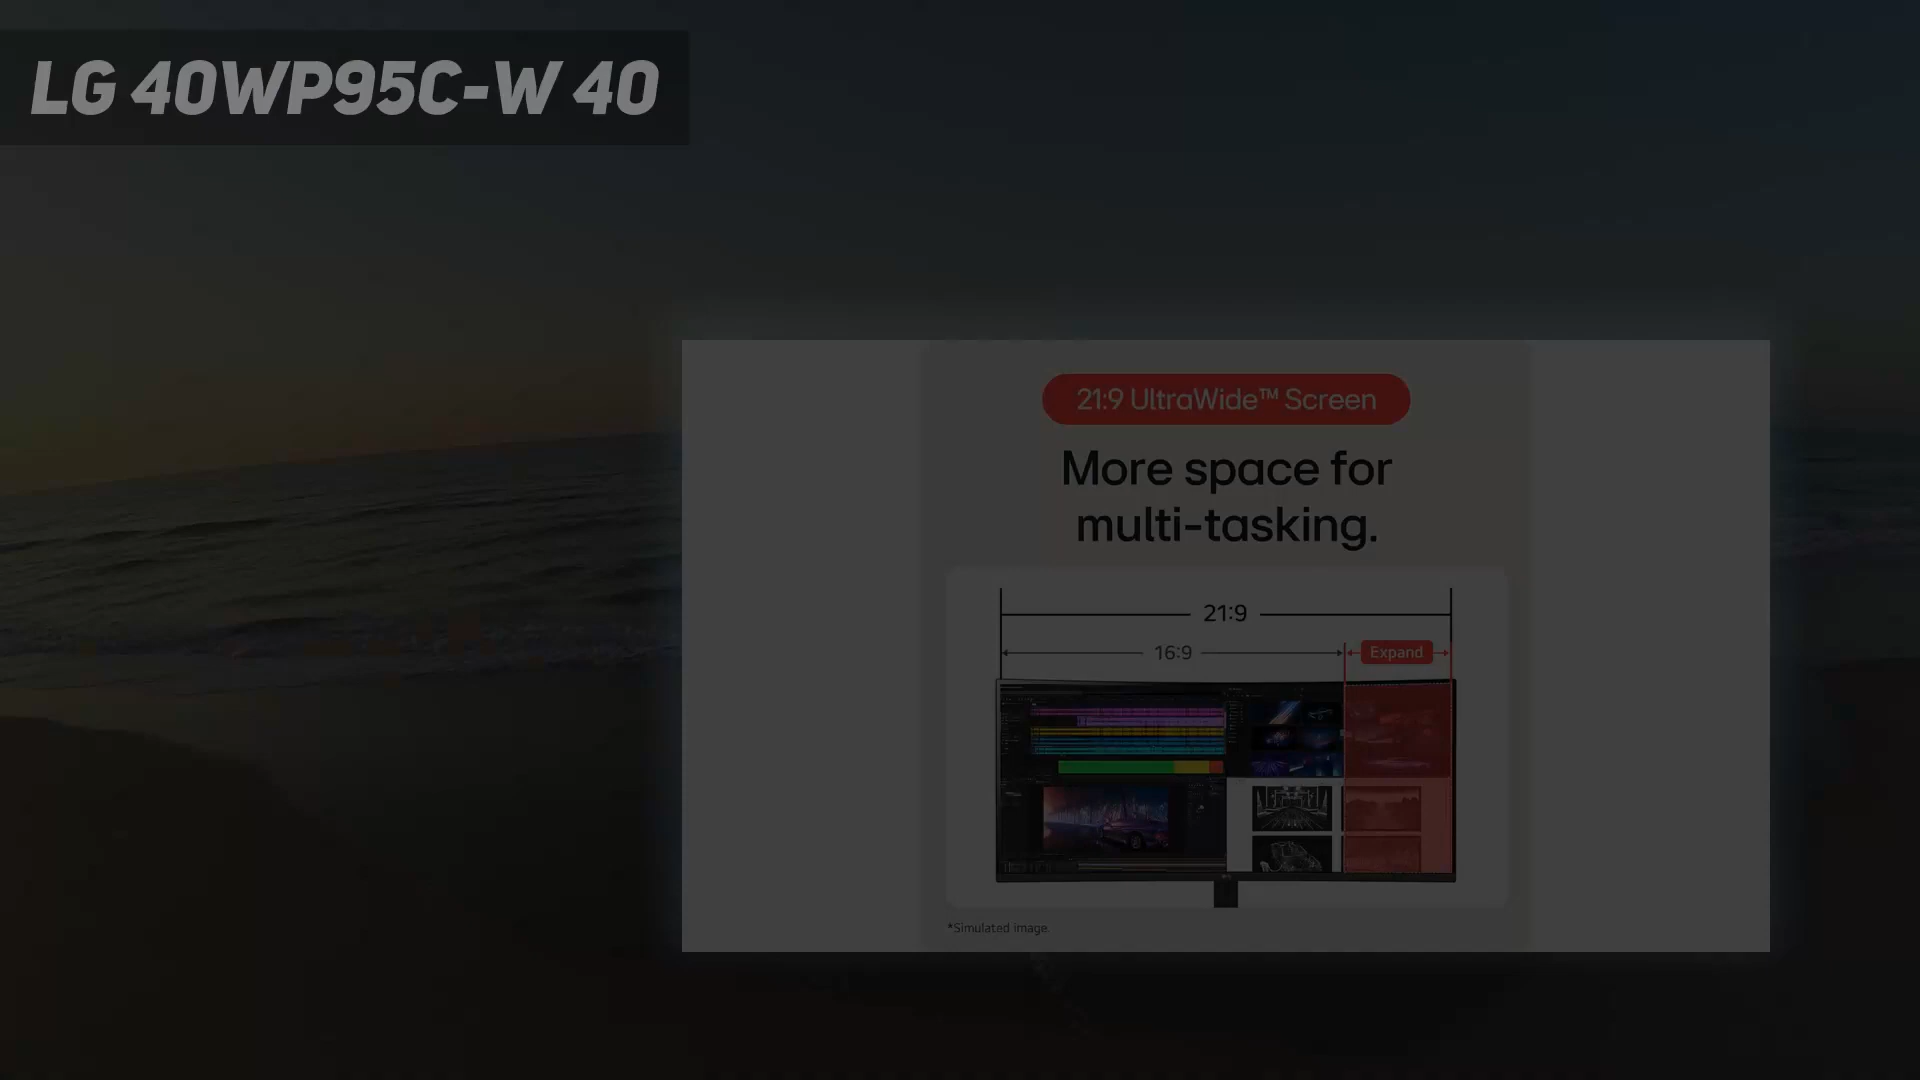 LG 40WP95C-W 40
21:9 UltraWide™ Screen
More space for
multi-tasking.
21:9
16:9
Expand
*Simulated image.